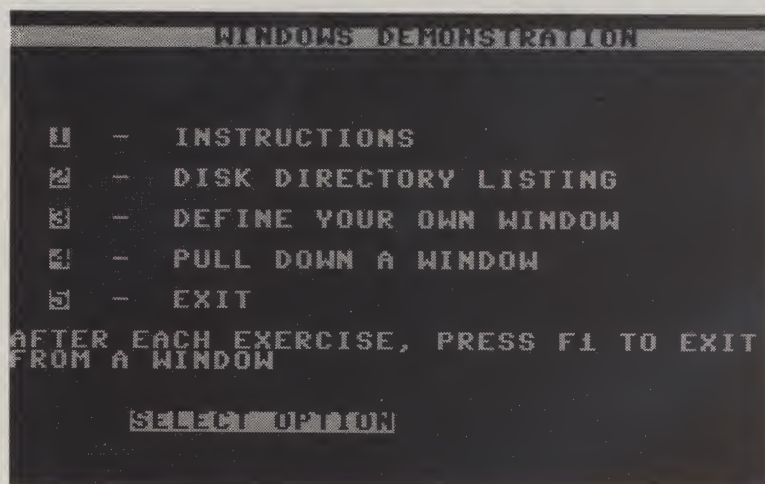 WINDOWS DEMONSTRATION
1 - INSTRUCTIONS
2 - DISK DIRECTORY LISTING
3 - DEFINE YOUR OWN WINDOW
4 - PULL DOWN A WINDOW
5 - EXIT
AFTER EACH EXERCISE, PRESS F1 TO EXIT
FROM A WINDOW
SELECT OPTION